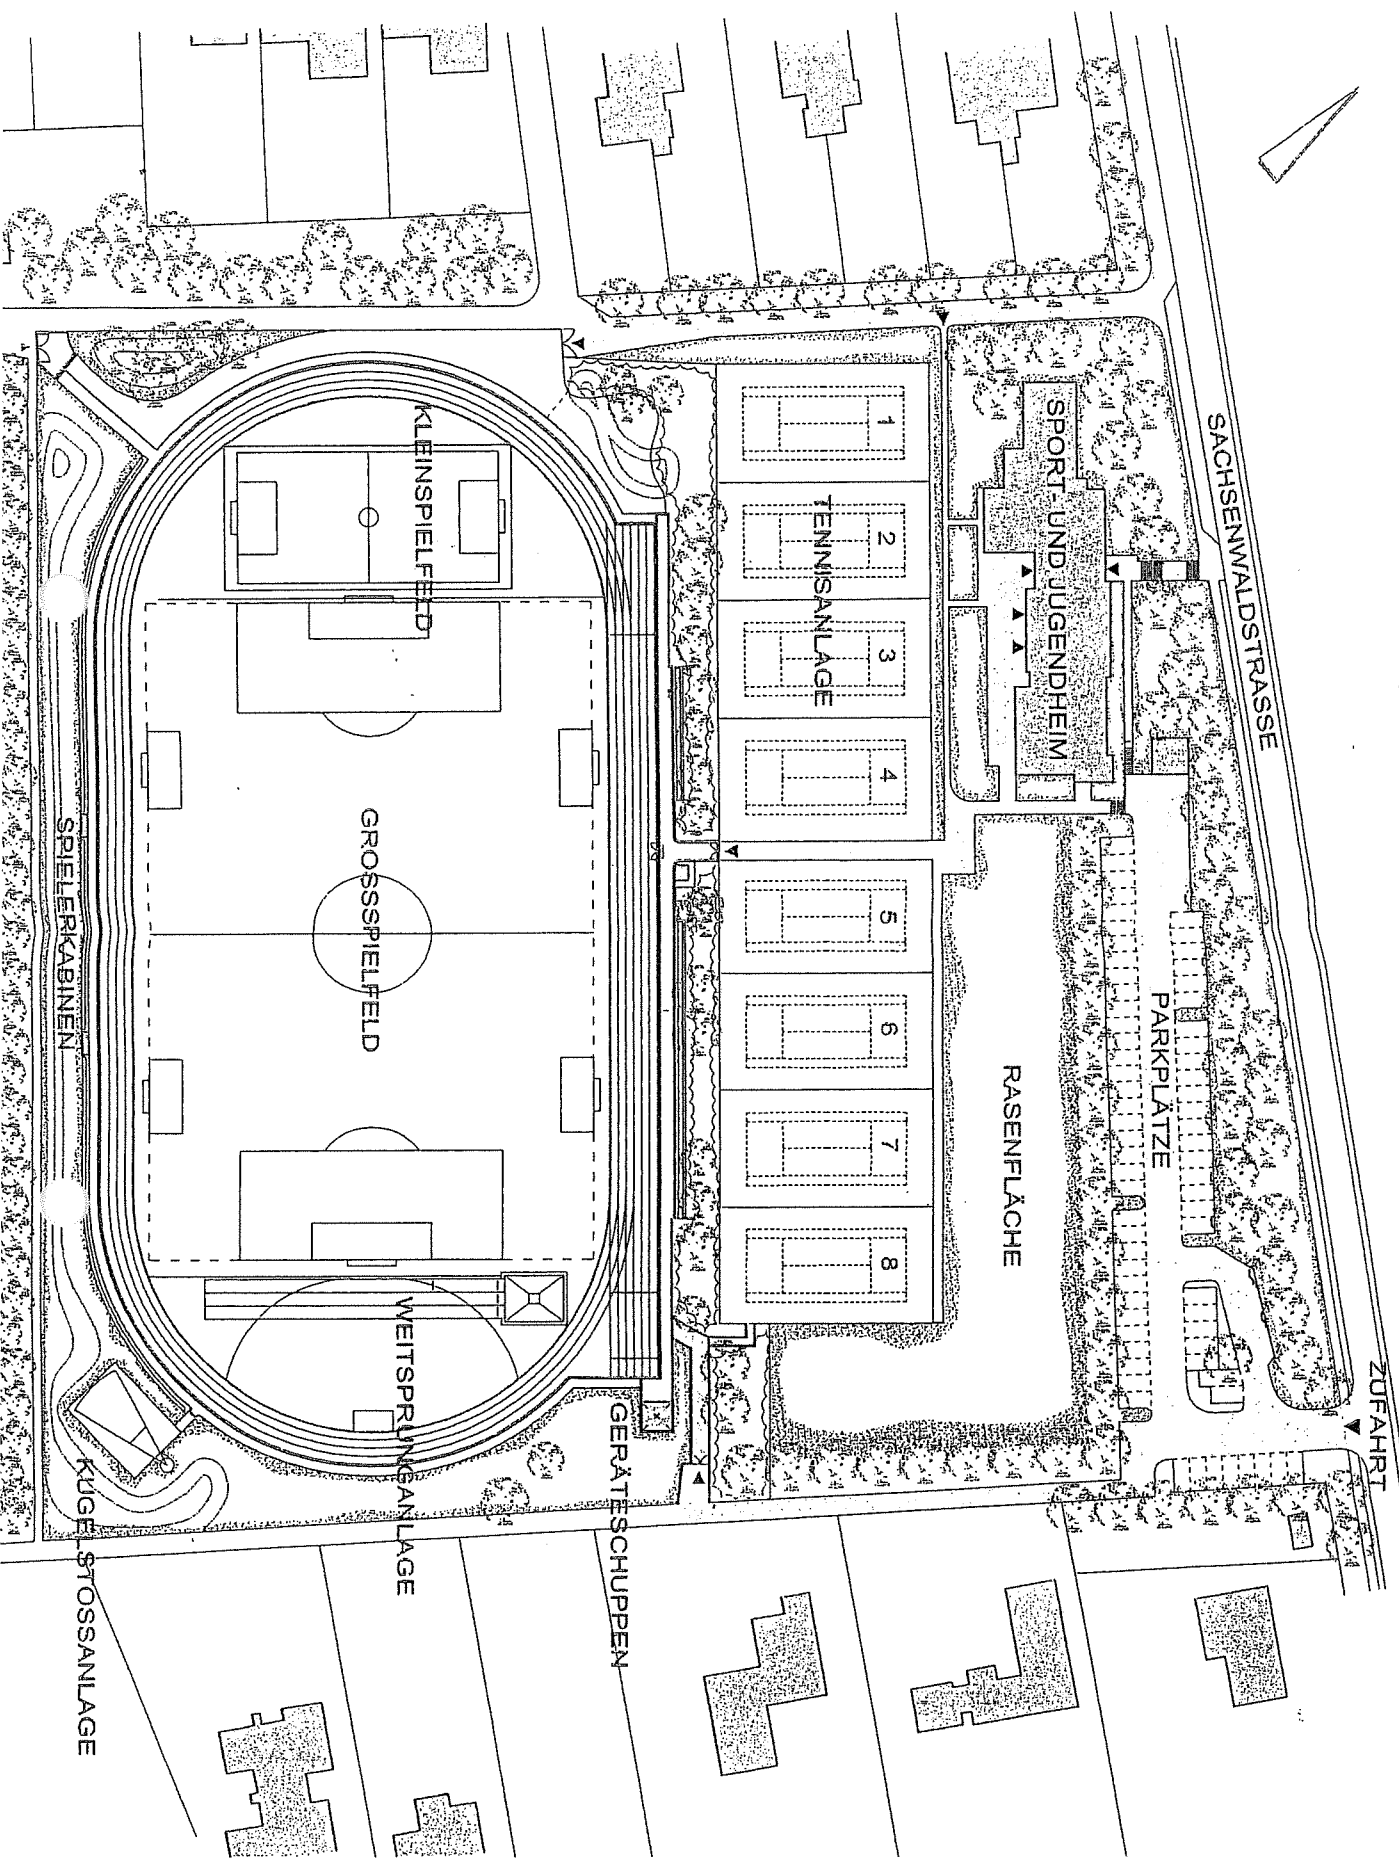 SACHSENWALDSTRASSE
ZUFAHRT
PARKPLÄTZE
SPORT- UND JUGENDHEIM
RASENFLÄCHE
TENNISANLAGE
1
2
3
4
5
6
7
8
KLEINSPIELFELD
GROSSSPIELFELD
WEITSPRUNGANLAGE
GERÄTESCHUPPEN
SPIELERKABINEN
KUGELSTOSSANLAGE